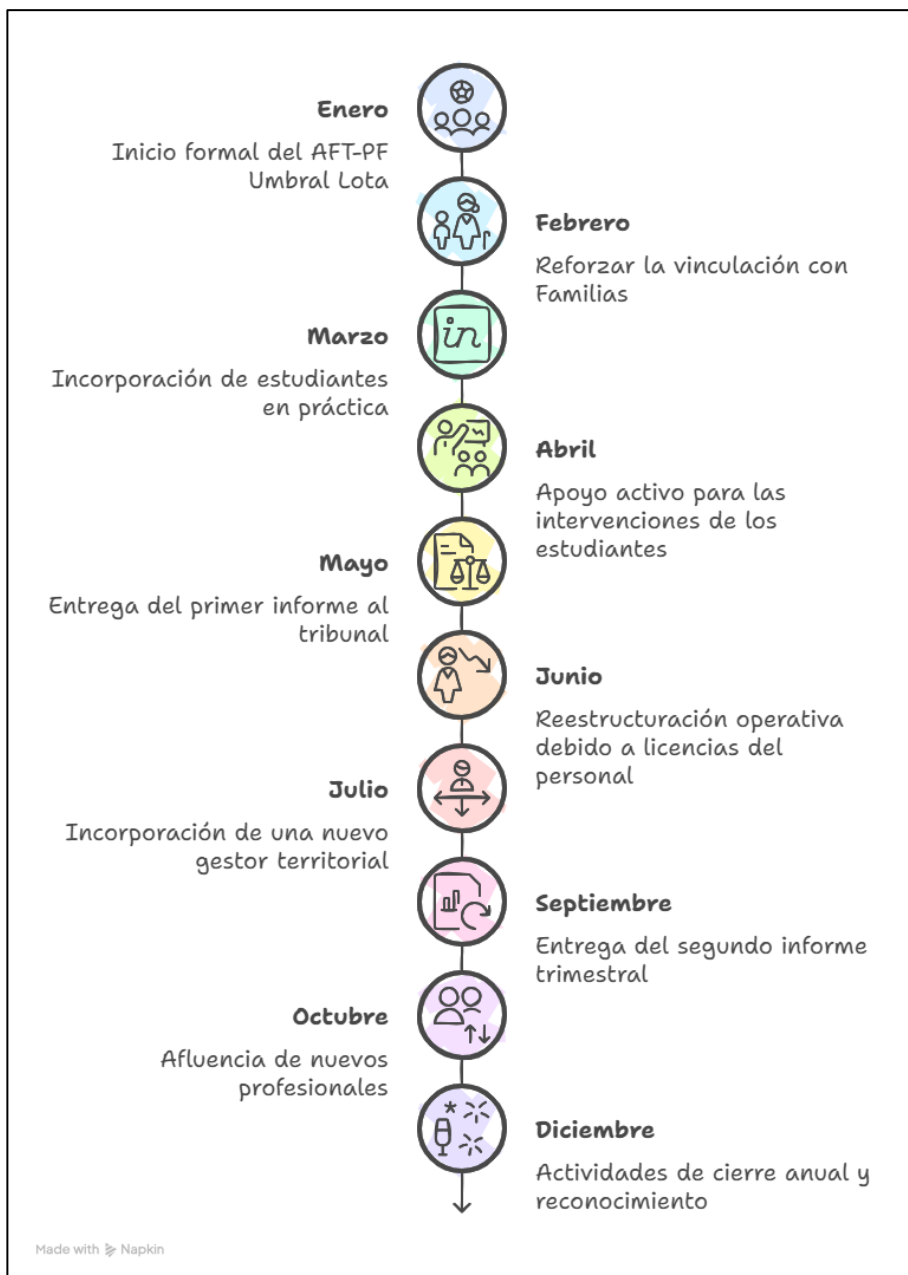 Enero
Inicio formal del AFT-PF
Umbral Lota
Febrero
Reforzar la vinculación con
Familias
Marzo
Incorporación de estudiantes
en práctica
in
Abril
Apoyo activo para las
intervenciones de los
estudiantes
Mayo
Entrega del primer informe al
tribunal
Junio
Reestructuración operativa
debido a licencias del
personal
Julio
Incorporación de una nuevo
gestor territorial
Septiembre
Entrega del segundo informe
trimestral
Octubre
Afluencia de nuevos
profesionales
Diciembre
Actividades de cierre anual y
reconocimiento
Made with Napkin